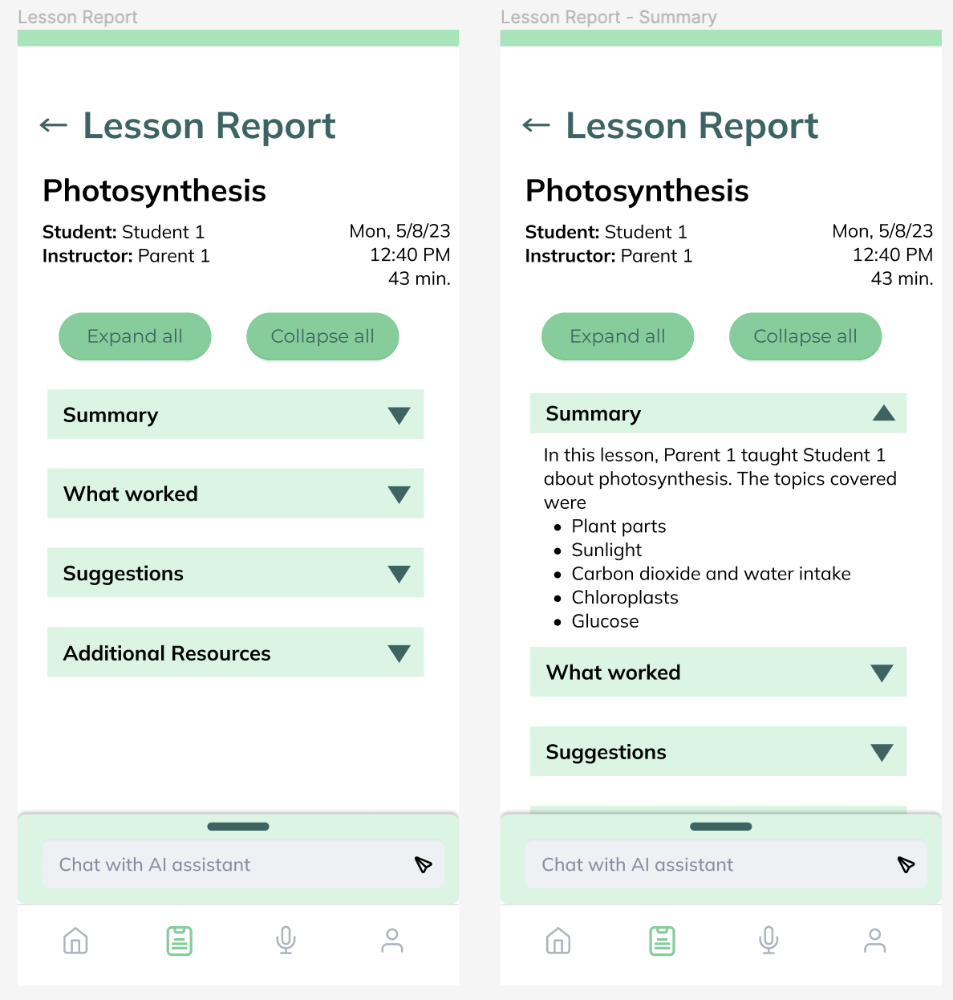 Lesson Report
Lesson Report
Photosynthesis
Student: Student 1
Instructor: Parent 1
Mon, 5/8/23
12:40 PM
43 min.
Expand all
Collapse all
Summary
What worked
Suggestions
Additional Resources
Chat with AI assistant
Lesson Report - Summary
Lesson Report
Photosynthesis
Student: Student 1
Instructor: Parent 1
Mon, 5/8/23
12:40 PM
43 min.
Expand all
Collapse all
Summary
In this lesson, Parent 1 taught Student 1
about photosynthesis. The topics covered
were
• Plant parts
• Sunlight
• Carbon dioxide and water intake
• Chloroplasts
• Glucose
What worked
Suggestions
Chat with AI assistant